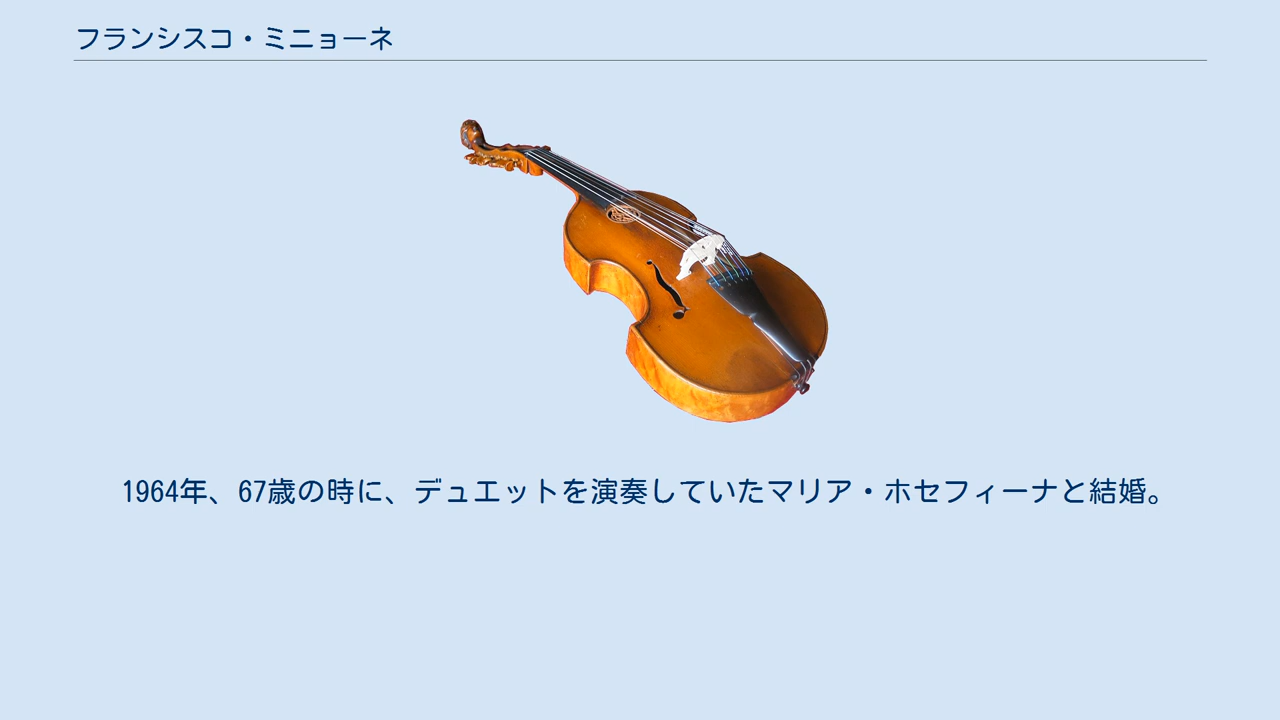 フランシスコ・ミニョーネ
1964年、67歳の時に、デュエットを演奏していたマリア・ホセフィーナと結婚。